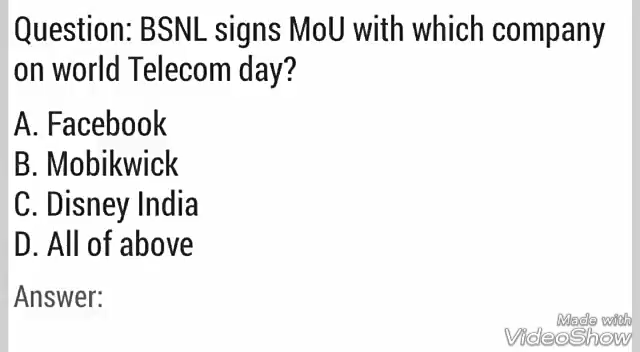 Question: BSNL signs MoU with which company
on world Telecom day?
A. Facebook
B. Mobikwick
C. Disney India
D. All of above
Answer:
Made with
VideoShow